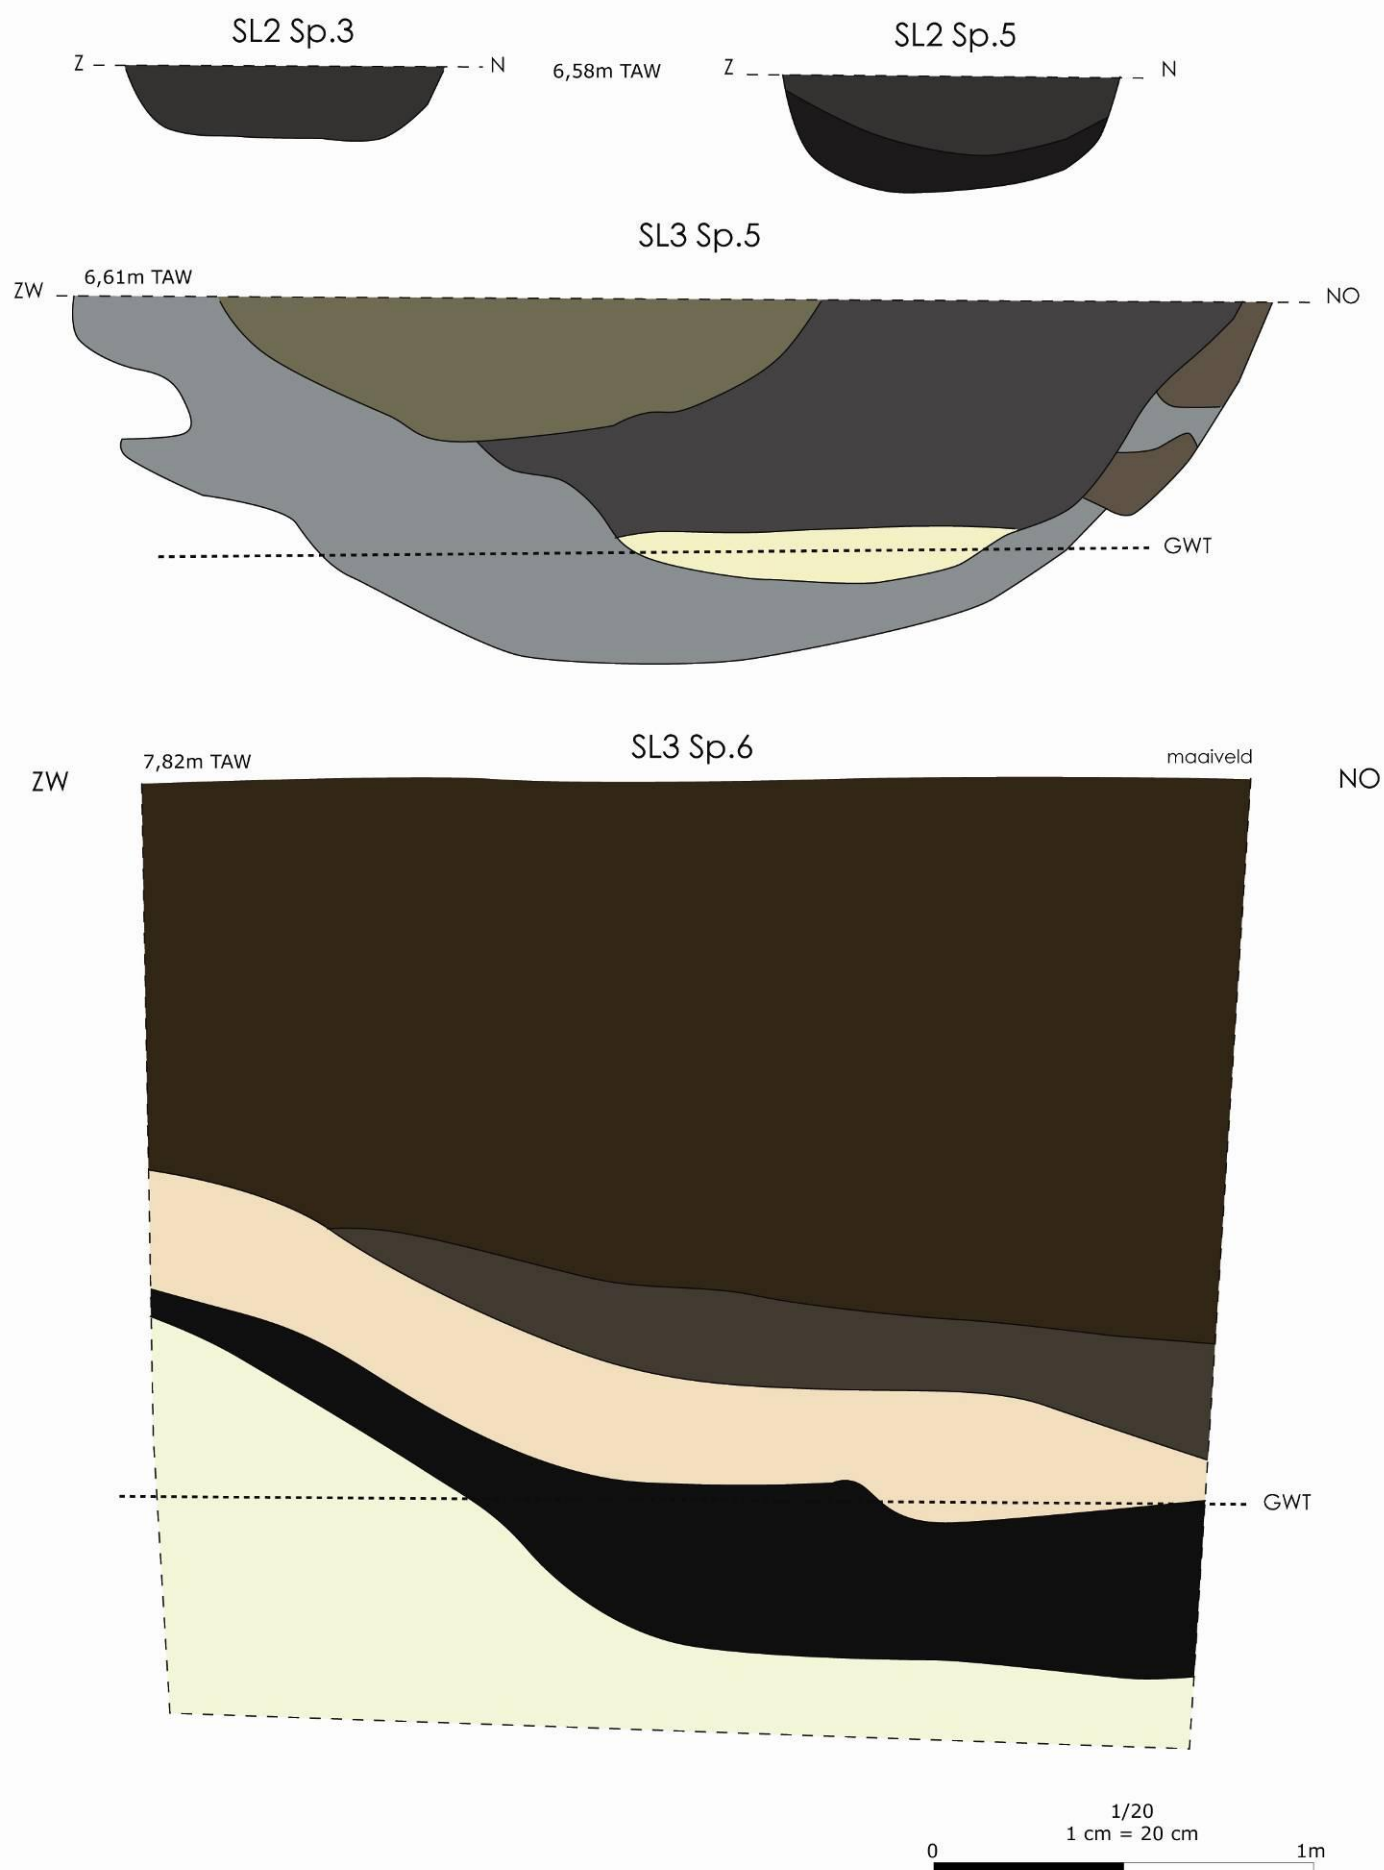 SL2 Sp.3
SL2 Sp.5
Z
N
6,58m TAW
Z
N
SL3 Sp.5
6,61m TAW
ZW
NO
GWT
SL3 Sp.6
7,82m TAW
maaiveld
ZW
NO
GWT
1/20
1 cm = 20 cm
0
1m